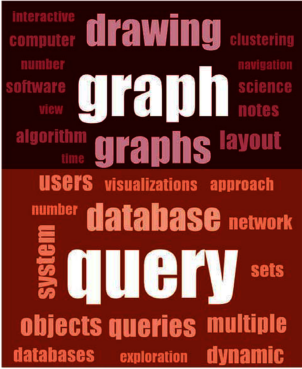 interactive drawing
computer clustering
number graph navigation
software science
view notes
algorithm graphs layout
time
users visualizations approach
number database network
system query sets
objects queries multiple
databases exploration dynamic